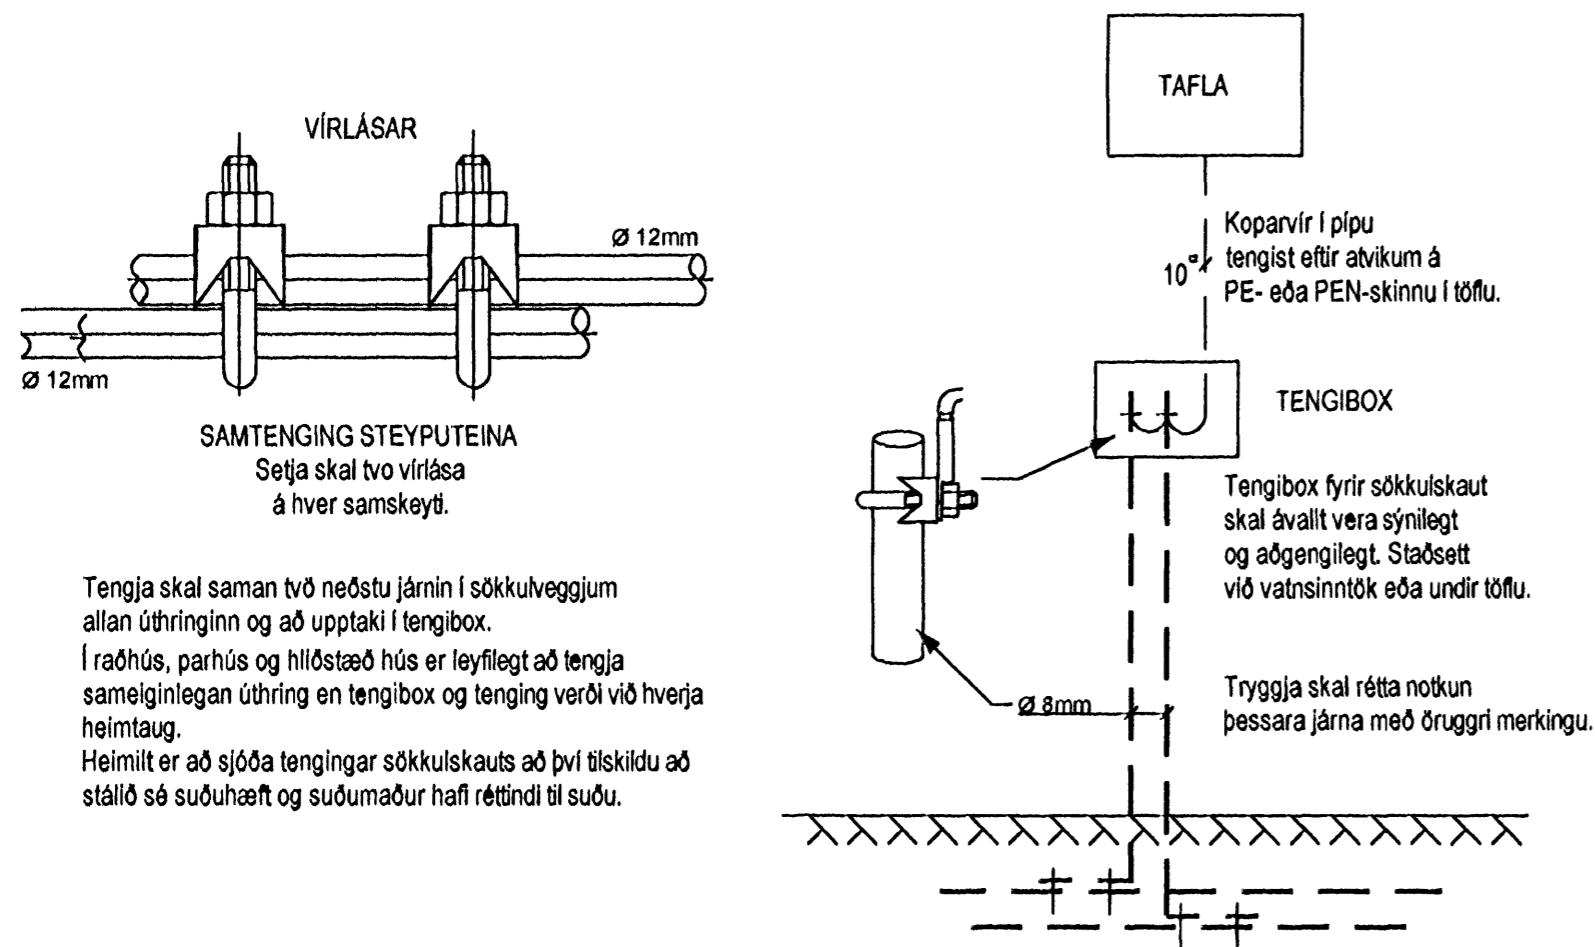 VÍRLÁSAR
Ø 12mm
Ø 12mm
SAMTENGING STEYPUTEINA
Setja skal tvo vírlása
á hver samskeyti.
Tengja skal saman tvö neðstu járnin í sökkulveggjum
allan úthringinn og að upptaki í tengibox.
Í raðhús, parhús og hliðstæð hús er leyfilegt að tengja
sameiginlegan úthring en tengibox og tenging verði við hverja
heimtaug.
Heimilt er að sjóða tengingar sökkulskauts að því tilskildu að
stálið sé suðuhæft og suðumaður hafi réttindi til suðu.
TAFLA
Koparvír í pípu
tengist eftir atvikum á
PE- eða PEN-skinnu í töflu.
10
TENGIBOX
Tengibox fyrir sökkulskaut
skal ávallt vera sýnilegt
og aðgengilegt. Staðsett
við vatnsinntök eða undir töflu.
Ø 8mm
Tryggja skal rétta notkun
þessara járna með öruggri merkingu.